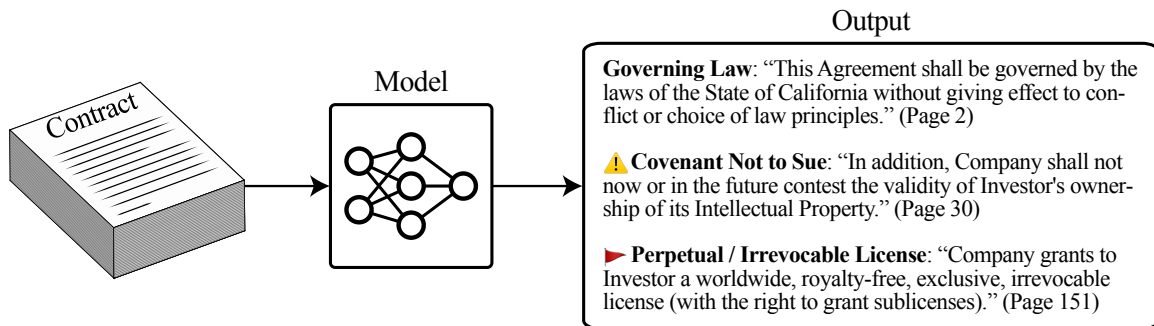 Output
Model
Contract
Governing Law: “This Agreement shall be governed by the
laws of the State of California without giving effect to con-
flict or choice of law principles.” (Page 2)
Covenant Not to Sue: “In addition, Company shall not
now or in the future contest the validity of Investor's owner-
ship of its Intellectual Property.” (Page 30)
Perpetual / Irrevocable License: “Company grants to
Investor a worldwide, royalty-free, exclusive, irrevocable
license (with the right to grant sublicenses).” (Page 151)